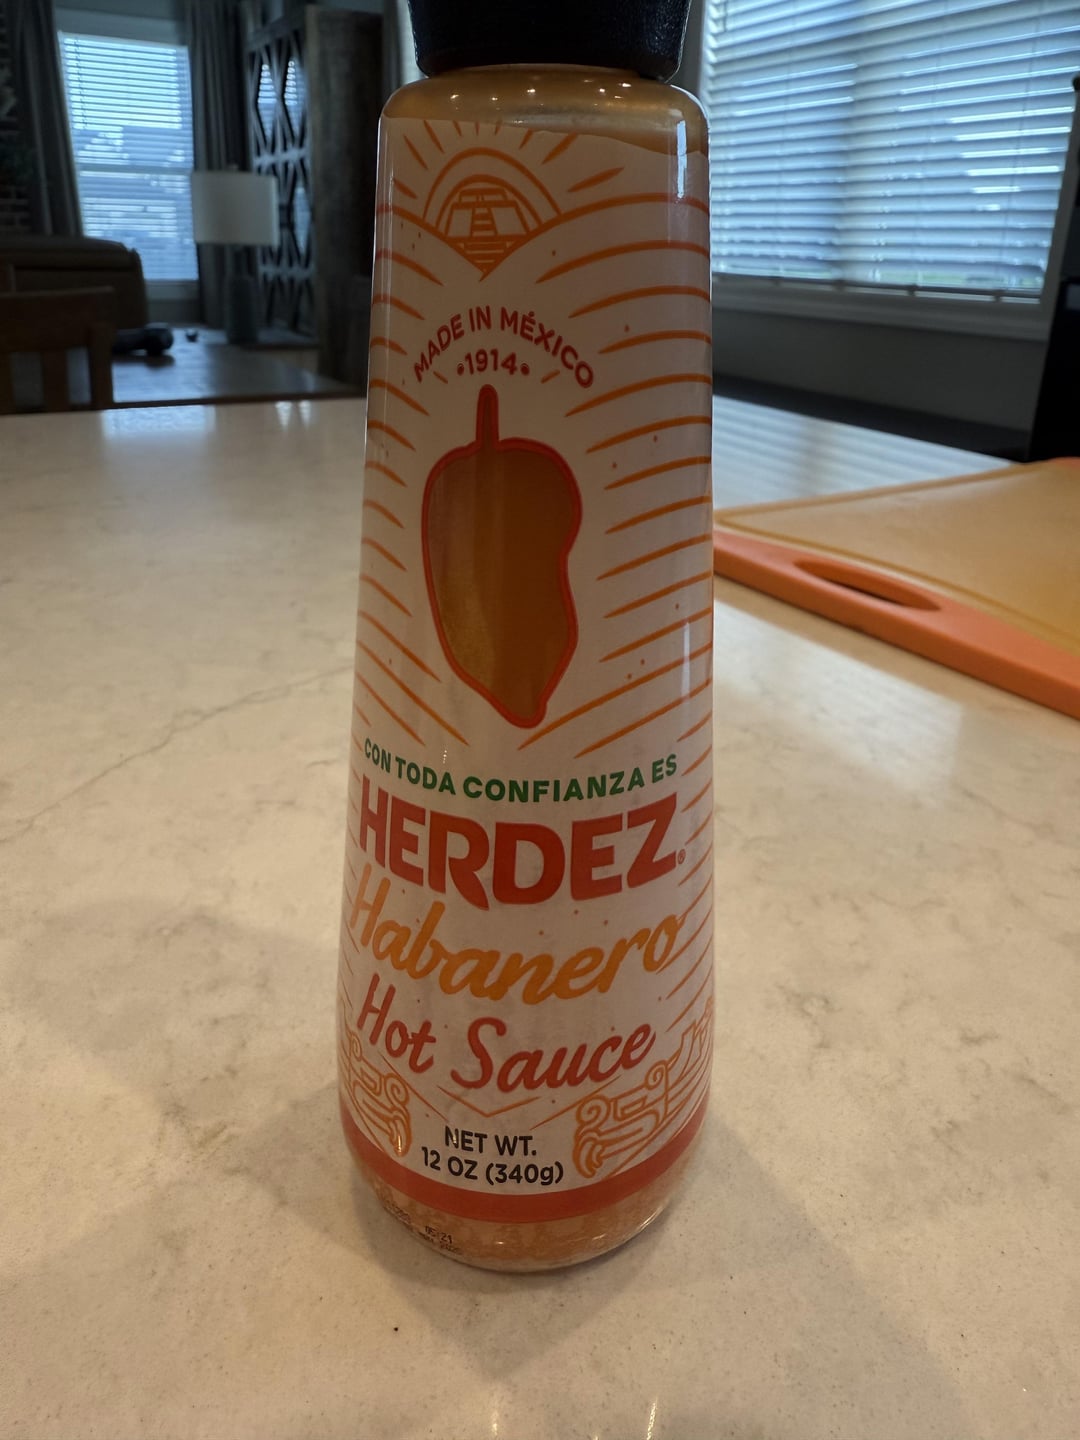 MADE IN MÉXICO
•1914•
CON TODA CONFIANZA ES
HERDEZ®
Habanero
Hot Sauce
NET WT.
12 OZ (340g)